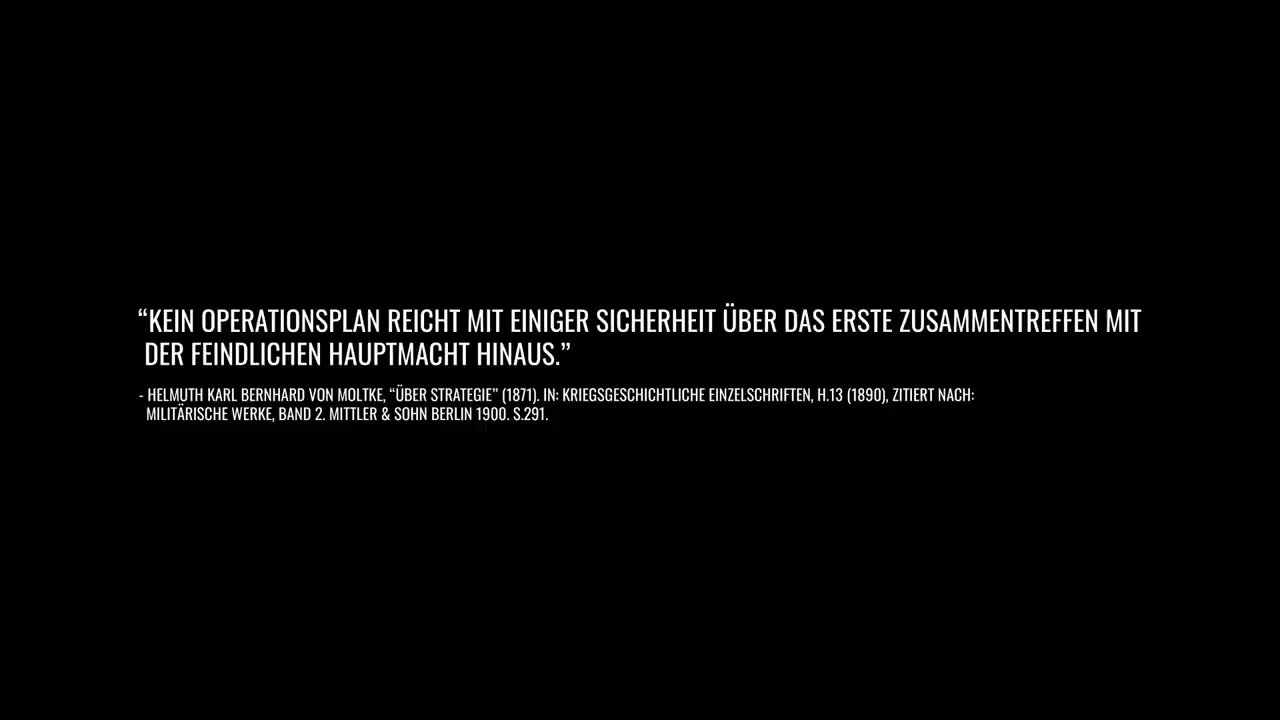 “KEIN OPERATIONSPLAN REICHT MIT EINIGER SICHERHEIT ÜBER DAS ERSTE ZUSAMMENTREFFEN MIT
DER FEINDLICHEN HAUPTMACHT HINAUS.”
- HELMUTH KARL BERNHARD VON MOLTKE, “ÜBER STRATEGIE” (1871). IN: KRIEGSGESCHICHTLICHE EINZELSCHRIFTEN, H.13 (1890), ZITIERT NACH:
MILITÄRISCHE WERKE, BAND 2. MITTLER & SOHN BERLIN 1900. S.291.